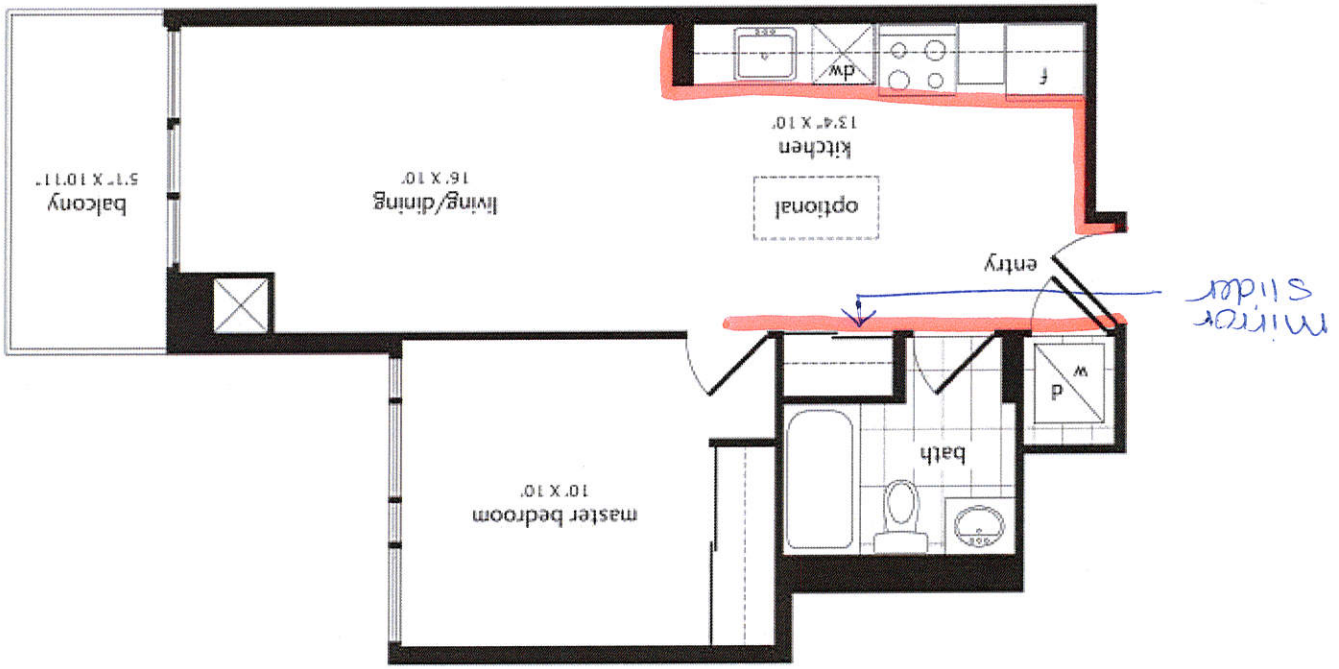 master bedroom
10' X 10'
bath
w
d
mirror
slider
entry
optional
kitchen
13'4" X 10'
living/dining
16' X 10'
balcony
5'1" X 10'11"
f
dw